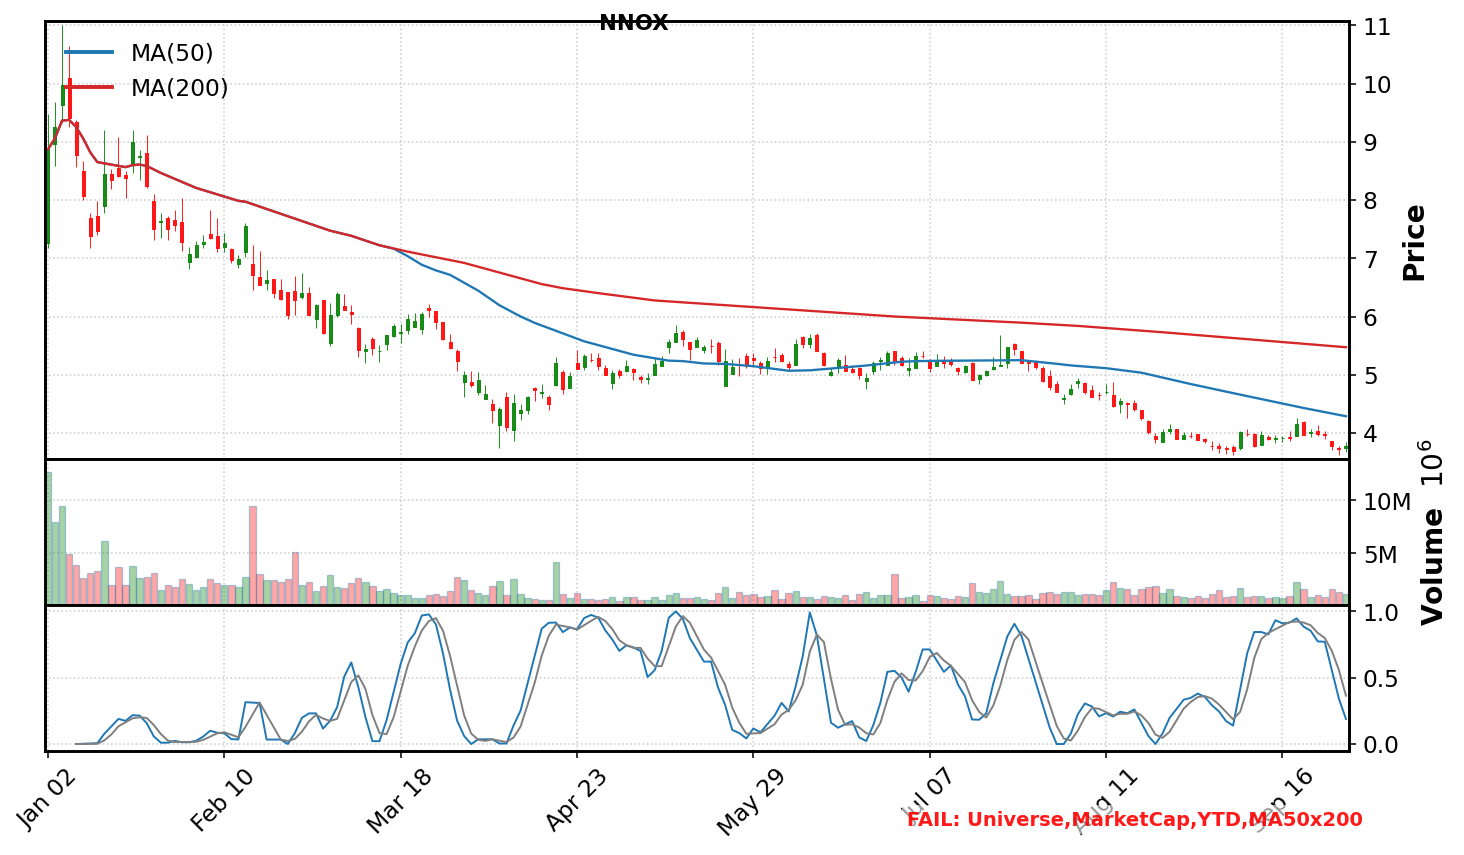 NNOX
MA(50)
MA(200)
11
10
9
8
7
6
5
4
Price
10M
5M
Volume 10^6
1.0
0.5
0.0
Jan 02
Feb 10
Mar 18
Apr 23
May 29
Jul 07
Aug 11
Sep 16
FAIL: Universe,MarketCap,YTD,MA50x200